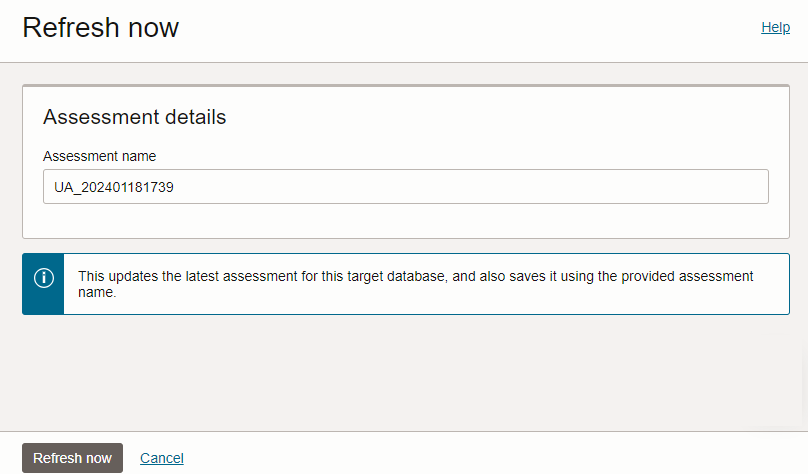 Refresh now
Help
Assessment details
Assessment name
UA_202401181739
This updates the latest assessment for this target database, and also saves it using the provided assessment
name.
Refresh now
Cancel